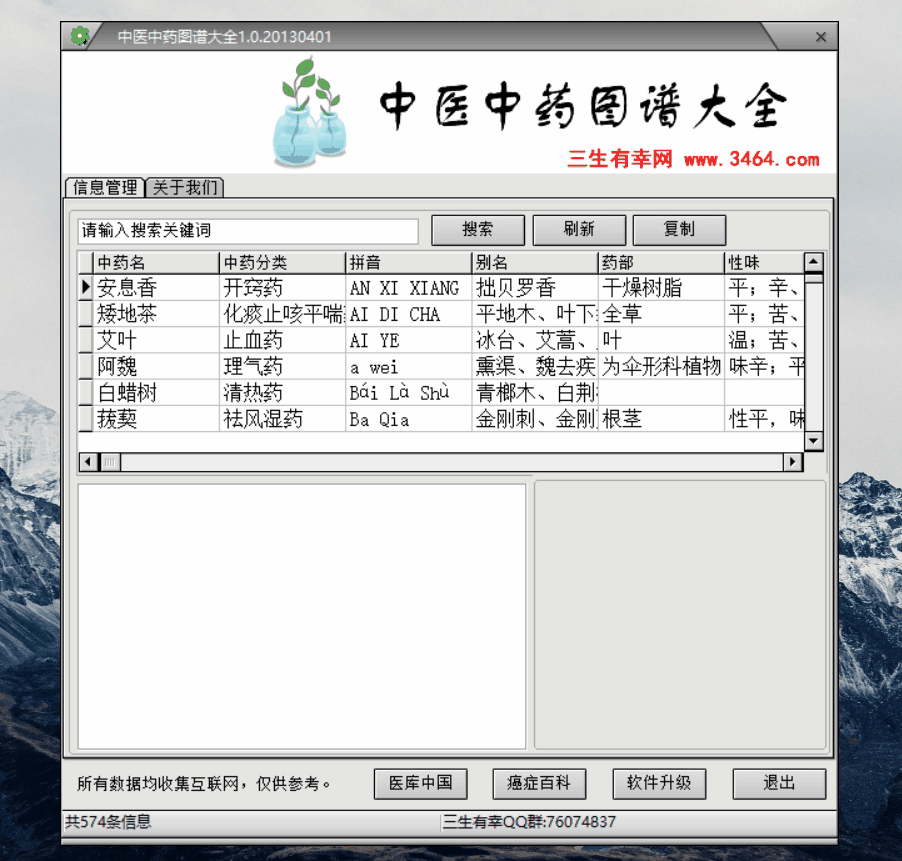 中医中药图谱大全1.0.20130401
中医中药图谱大全
三生有幸网 www.3464.com
信息管理 关于我们
请输入搜索关键词 搜索 刷新 复制
中药名 中药分类 拼音 别名 药部 性味
安息香 开窍药 AN XI XIANG 拙贝罗香 干燥树脂 平；辛、
矮地茶 化痰止咳平喘 AI DI CHA 平地木、叶下 全草 平；苦、
艾叶 止血药 AI YE 冰台、艾蒿、 叶 温；苦、
阿魏 理气药 a wei 熏渠、魏去疾 为伞形科植物 味辛；平
白蜡树 清热药 Bái Là Shù 青榔木、白荆
菝葜 祛风湿药 Ba Qia 金刚刺、金刚 根茎 性平，味
所有数据均收集互联网，仅供参考。 医库中国 癌症百科 软件升级 退出
共574条信息 三生有幸QQ群:76074837